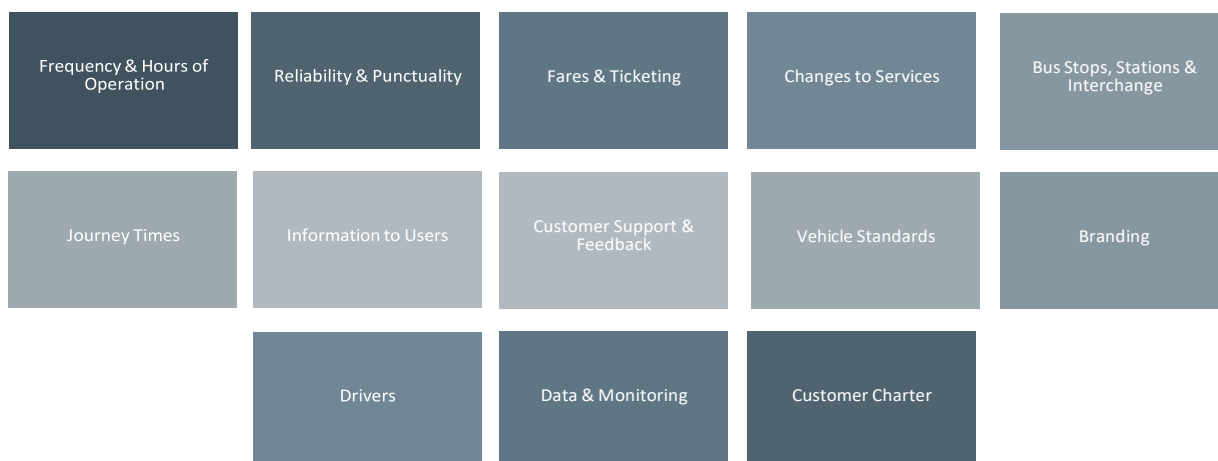 Frequency & Hours of
Operation
Reliability & Punctuality
Fares & Ticketing
Changes to Services
Bus Stops, Stations &
Interchange
Journey Times
Information to Users
Customer Support &
Feedback
Vehicle Standards
Branding
Drivers
Data & Monitoring
Customer Charter